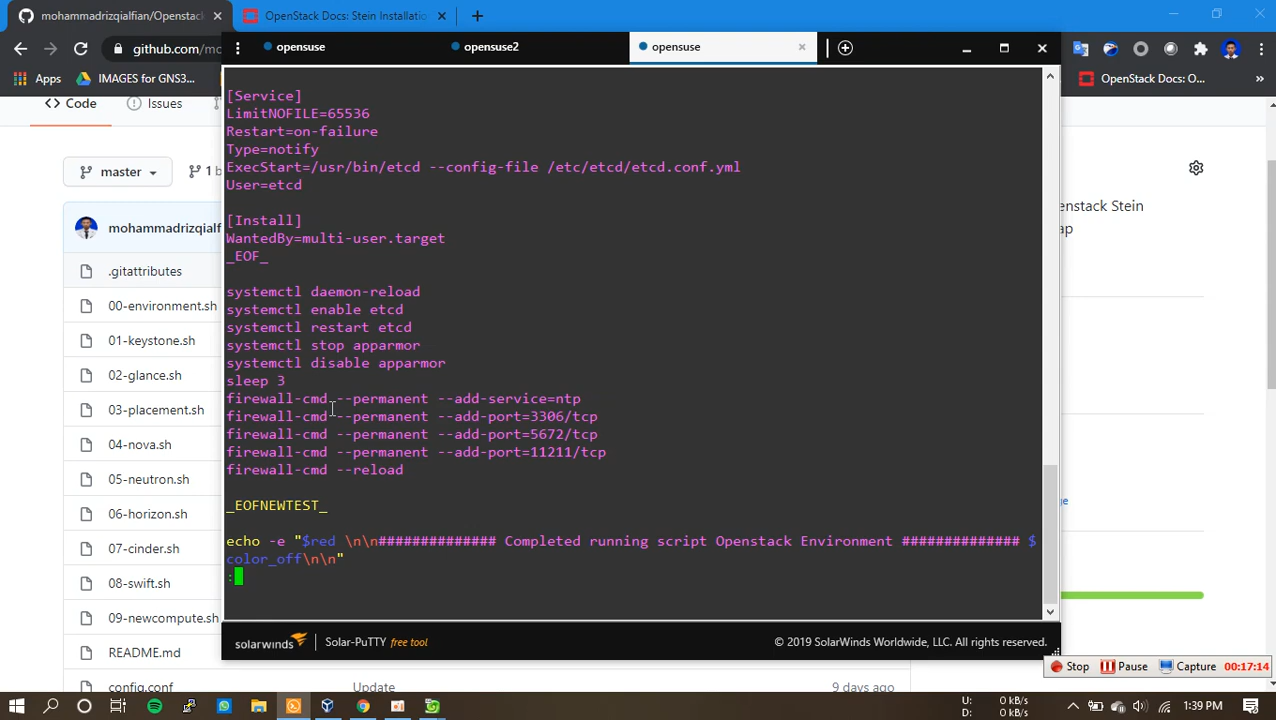 mohammadrizqialfian/Openstack
OpenStack Docs: Stein Installatio
github.com/mo
Apps
IMAGES for GNS3...
OpenStack Docs: O...
»
opensuse
opensuse2
opensuse
Code
Issues
master
1 b
mohammadrizqialf
.gitattributes
00-environment.sh
01-keystone.sh
02-glance.sh
03-placement.sh
04-nova.sh
05-neutron.sh
06-horizon.sh
07-cinder.sh
08-swift.sh
09-newcompute.sh
README.md
config.conf
Update
9 days ago
enstack Stein
ap
ge
[Service]
LimitNOFILE=65536
Restart=on-failure
Type=notify
ExecStart=/usr/bin/etcd --config-file /etc/etcd/etcd.conf.yml
User=etcd
[Install]
WantedBy=multi-user.target
_EOF_
systemctl daemon-reload
systemctl enable etcd
systemctl restart etcd
systemctl stop apparmor
systemctl disable apparmor
sleep 3
firewall-cmd --permanent --add-service=ntp
firewall-cmd --permanent --add-port=3306/tcp
firewall-cmd --permanent --add-port=5672/tcp
firewall-cmd --permanent --add-port=11211/tcp
firewall-cmd --reload
_EOFNEWTEST_
echo -e "$red \n\n############## Completed running script Openstack Environment ############## $
color_off\n\n"
:
solarwinds
Solar-PuTTY free tool
© 2019 SolarWinds Worldwide, LLC. All rights reserved.
Stop
Pause
Capture
00:17:14
U: 0 kB/s
D: 0 kB/s
1:39 PM